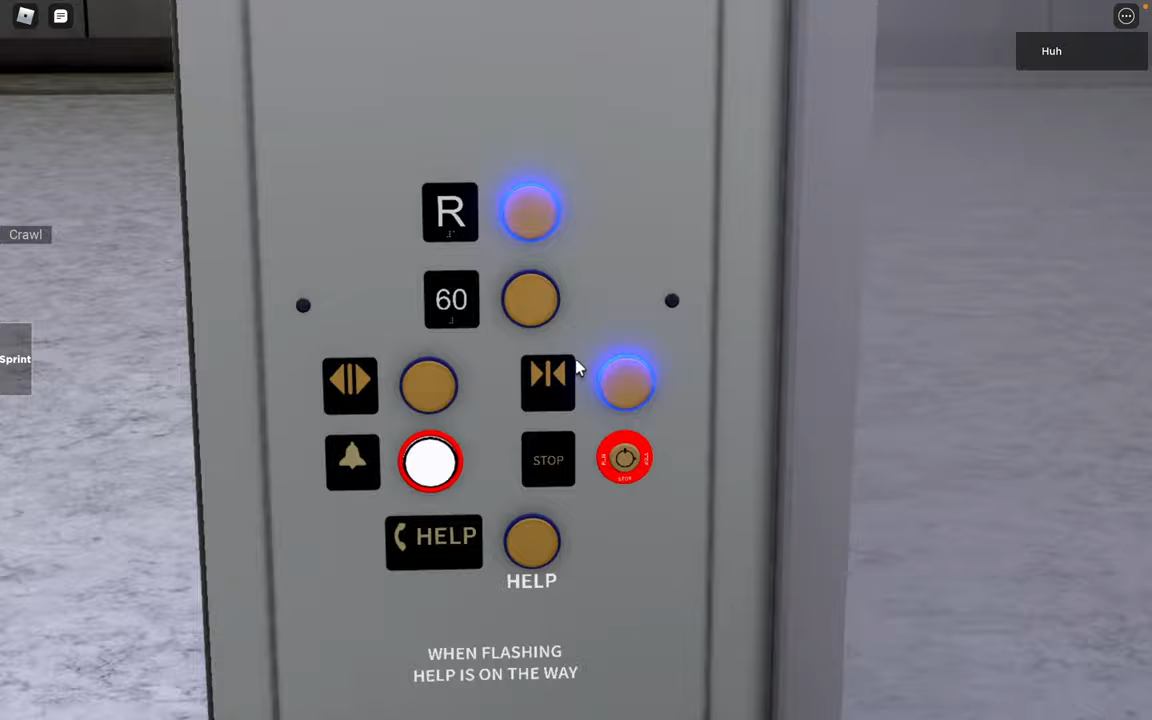 Huh
R
Crawl
60
Sprint
STOP
HELP
HELP
WHEN FLASHING
HELP IS ON THE WAY